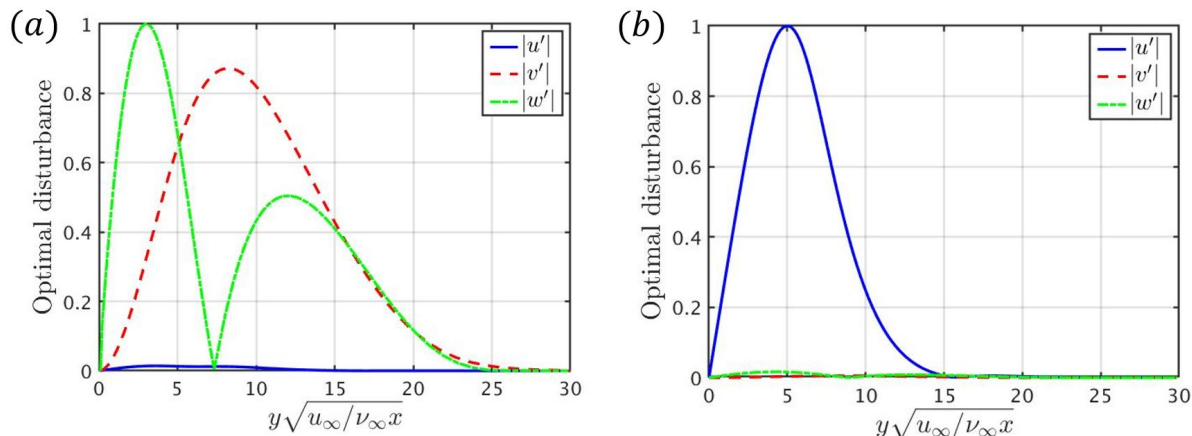 (a)
Optimal disturbance
1
0.8
0.6
0.4
0.2
0
0 5 10 15 20 25 30
y√u∞/ν∞x
|u′|
|v′|
|w′|
(b)
Optimal disturbance
1
0.8
0.6
0.4
0.2
0
0 5 10 15 20 25 30
y√u∞/ν∞x
|u′|
|v′|
|w′|